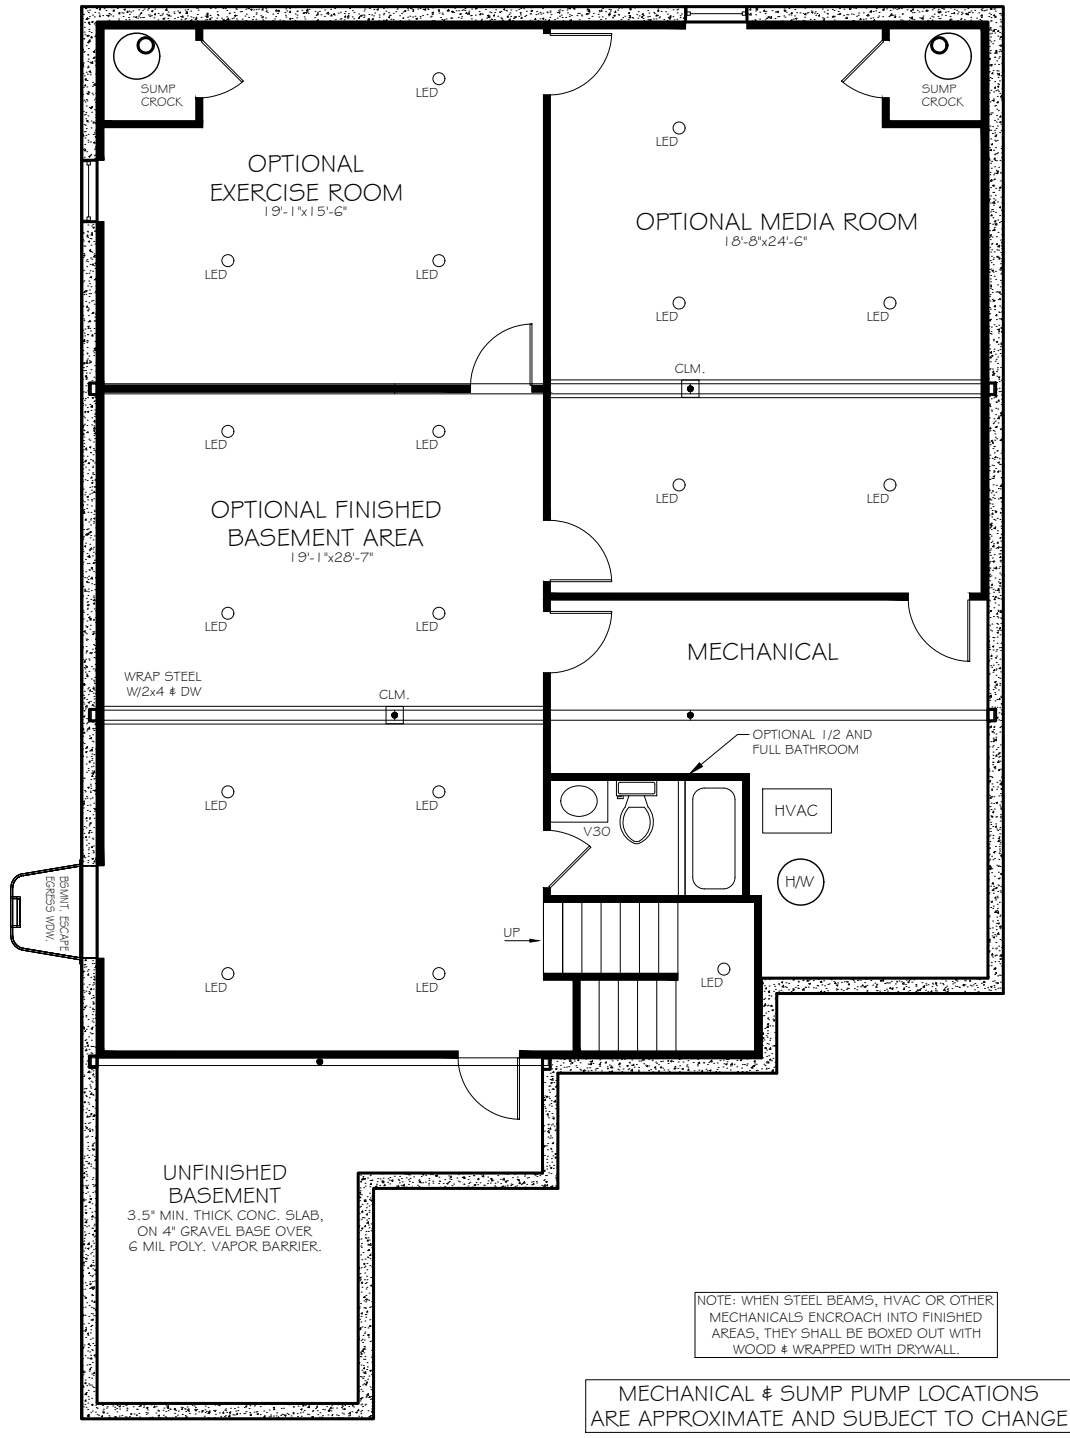 SUMP
CROCK
LED
SUMP
CROCK
LED
OPTIONAL
EXERCISE ROOM
19'-1"x15'-6"
OPTIONAL MEDIA ROOM
18'-8"x24'-6"
LED
LED
LED
LED
CLM.
LED
LED
LED
LED
OPTIONAL FINISHED
BASEMENT AREA
19'-1"x28'-7"
LED
LED
MECHANICAL
WRAP STEEL
W/2x4 & DW
CLM.
OPTIONAL 1/2 AND
FULL BATHROOM
LED
LED
V30
HVAC
H/W
BSMNT. ESCAPE
EGRESS WDW.
UP
LED
LED
LED
UNFINISHED
BASEMENT
3.5" MIN. THICK CONC. SLAB,
ON 4" GRAVEL BASE OVER
6 MIL POLY. VAPOR BARRIER.
NOTE: WHEN STEEL BEAMS, HVAC OR OTHER
MECHANICALS ENCROACH INTO FINISHED
AREAS, THEY SHALL BE BOXED OUT WITH
WOOD & WRAPPED WITH DRYWALL.
MECHANICAL & SUMP PUMP LOCATIONS
ARE APPROXIMATE AND SUBJECT TO CHANGE